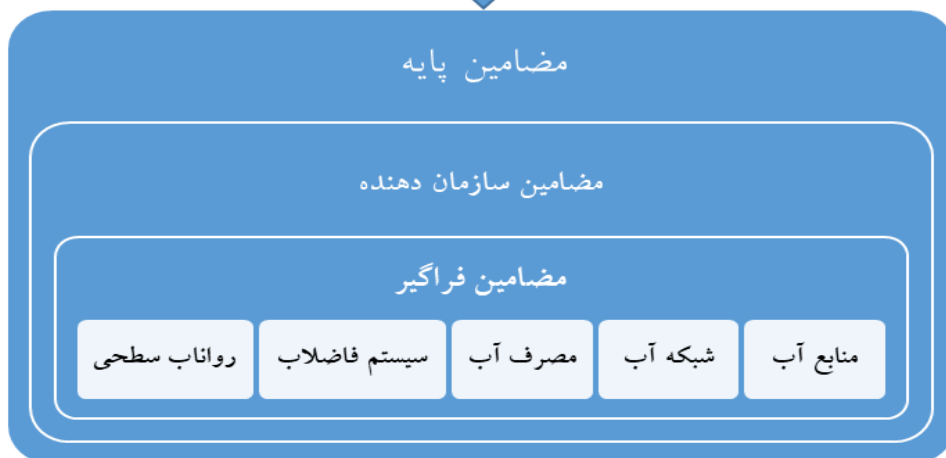 مضامین پایه
مضامین سازمان دهنده
مضامین فراگیر
منابع آب
شبکه آب
مصرف آب
سیستم فاضلاب
رواناب سطحی